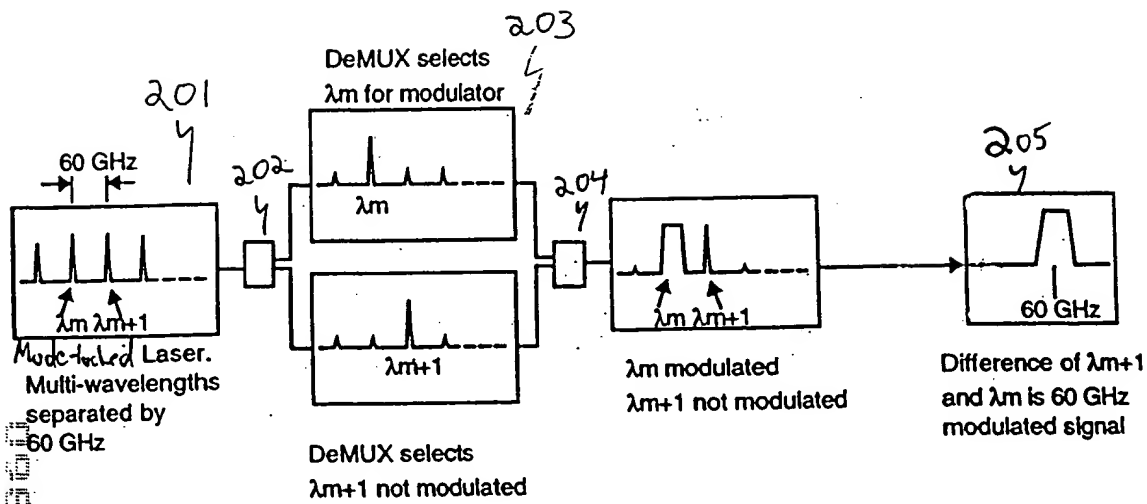 203
DeMUX selects
λm for modulator
201
60 GHz
202
λm
204
205
λm λm+1
λm+1
λm λm+1
60 GHz
Mode-locked Laser.
Multi-wavelengths
separated by
60 GHz
λm modulated
λm+1 not modulated
Difference of λm+1
and λm is 60 GHz
modulated signal
DeMUX selects
λm+1 not modulated